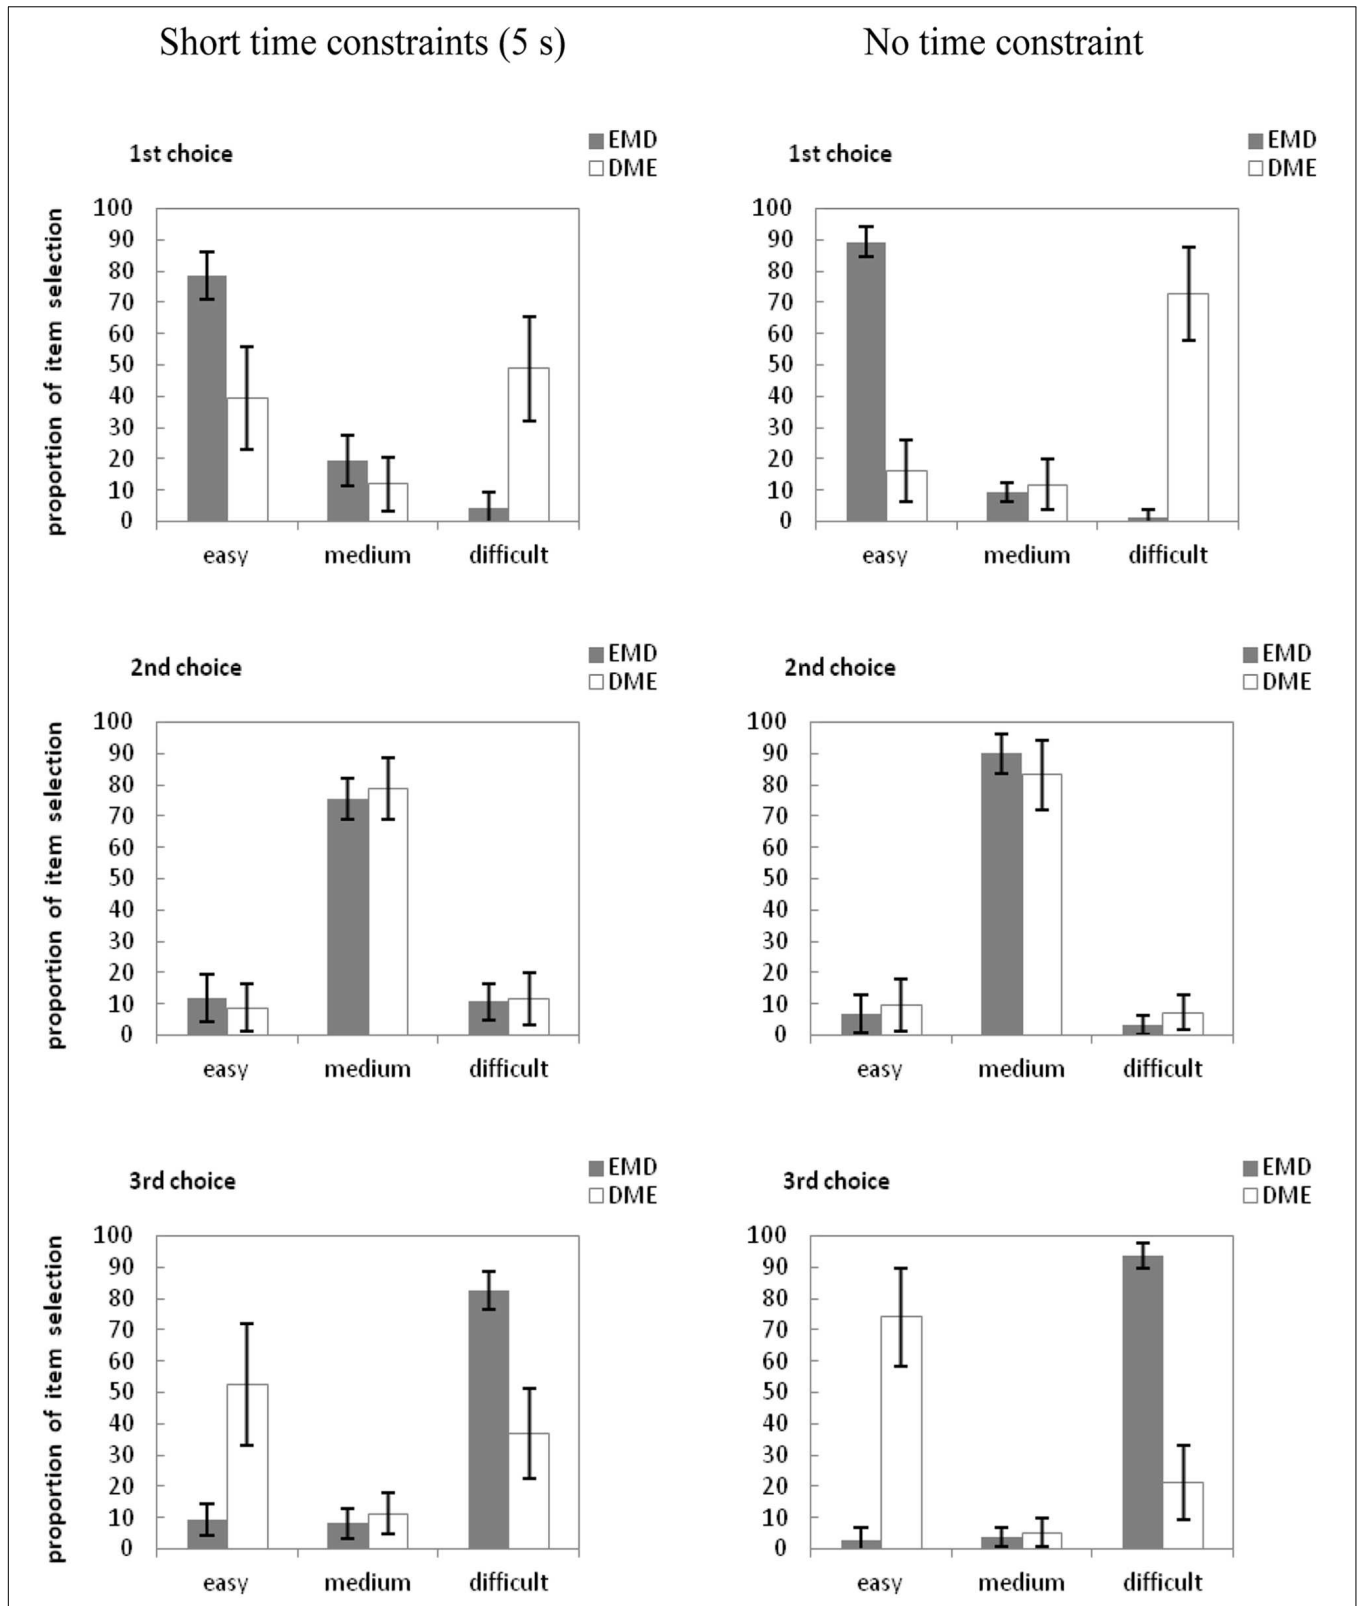 Short time constraints (5 s)
No time constraint
1st choice
EMD
DME
proportion of item selection
100
90
80
70
60
50
40
30
20
10
0
easy medium difficult
1st choice
EMD
DME
100
90
80
70
60
50
40
30
20
10
0
easy medium difficult
2nd choice
EMD
DME
proportion of item selection
100
90
80
70
60
50
40
30
20
10
0
easy medium difficult
2nd choice
EMD
DME
100
90
80
70
60
50
40
30
20
10
0
easy medium difficult
3rd choice
EMD
DME
proportion of item selection
100
90
80
70
60
50
40
30
20
10
0
easy medium difficult
3rd choice
EMD
DME
100
90
80
70
60
50
40
30
20
10
0
easy medium difficult